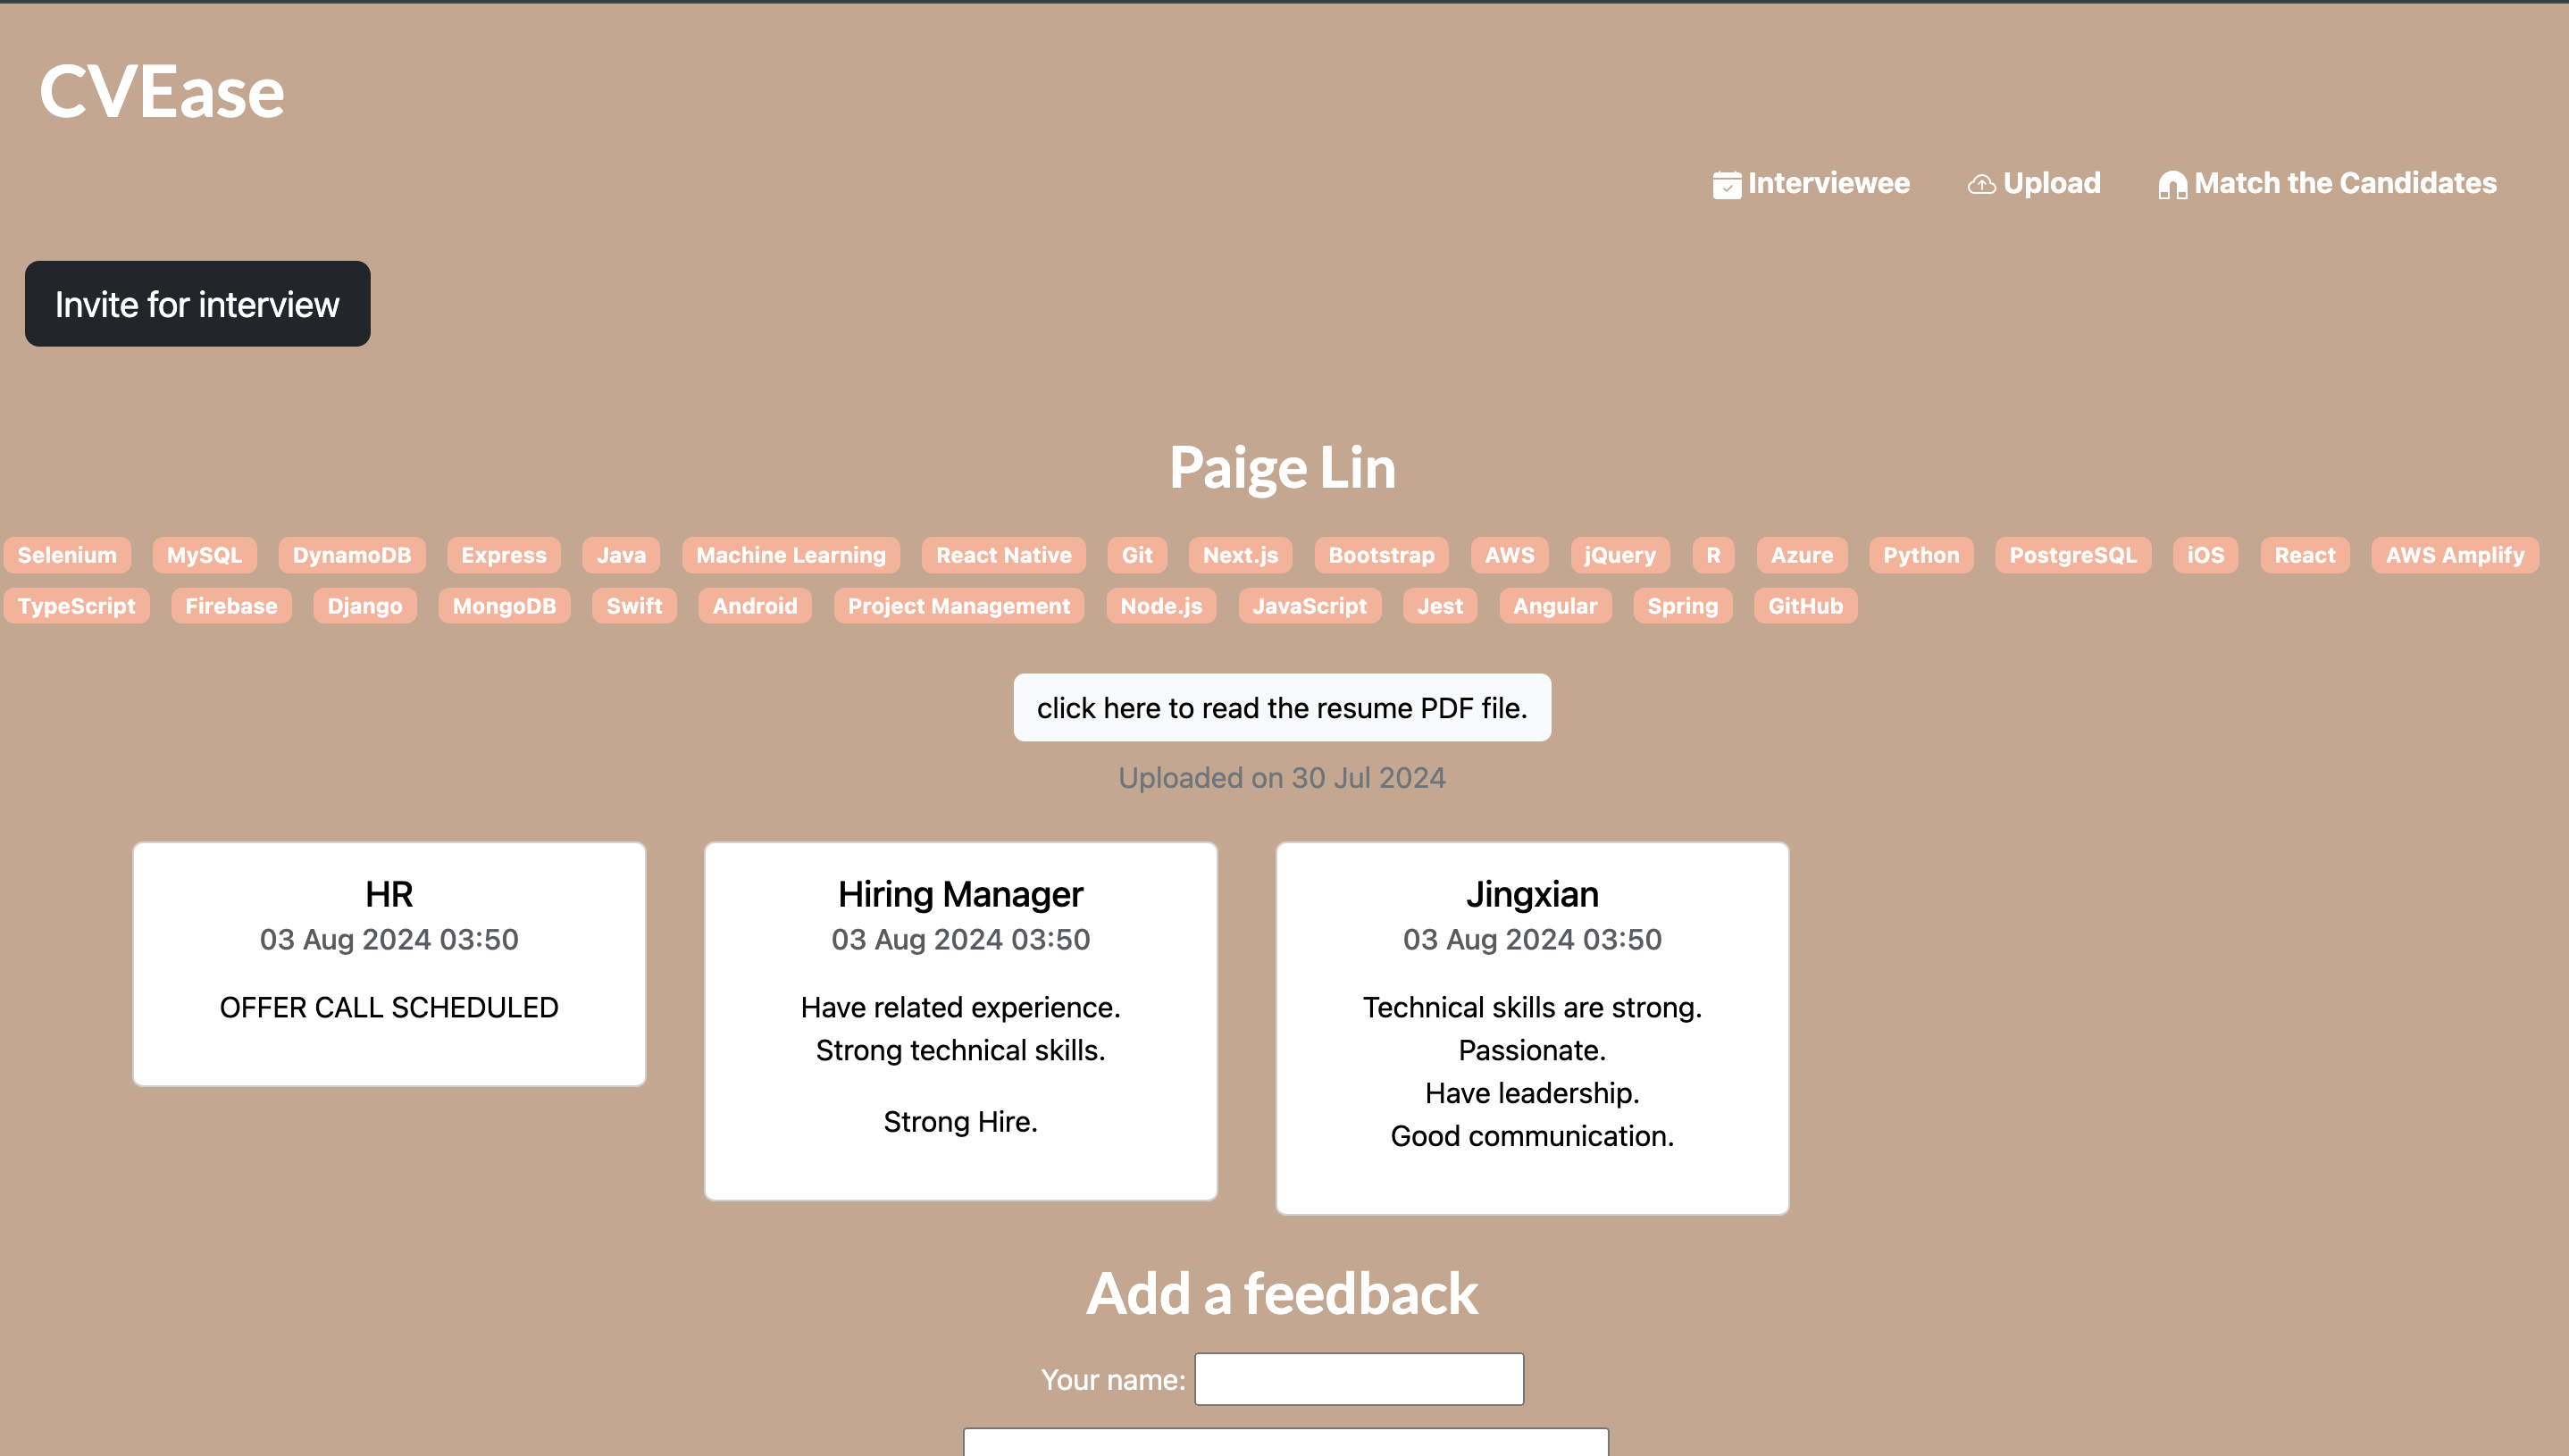 CVEase
Interviewee Upload Match the Candidates
Invite for interview
Paige Lin
Selenium MySQL DynamoDB Express Java Machine Learning React Native Git Next.js Bootstrap AWS jQuery R Azure Python PostgreSQL iOS React AWS Amplify
TypeScript Firebase Django MongoDB Swift Android Project Management Node.js JavaScript Jest Angular Spring GitHub
click here to read the resume PDF file.
Uploaded on 30 Jul 2024
HR
03 Aug 2024 03:50
OFFER CALL SCHEDULED
Hiring Manager
03 Aug 2024 03:50
Have related experience.
Strong technical skills.
Strong Hire.
Jingxian
03 Aug 2024 03:50
Technical skills are strong.
Passionate.
Have leadership.
Good communication.
Add a feedback
Your name: